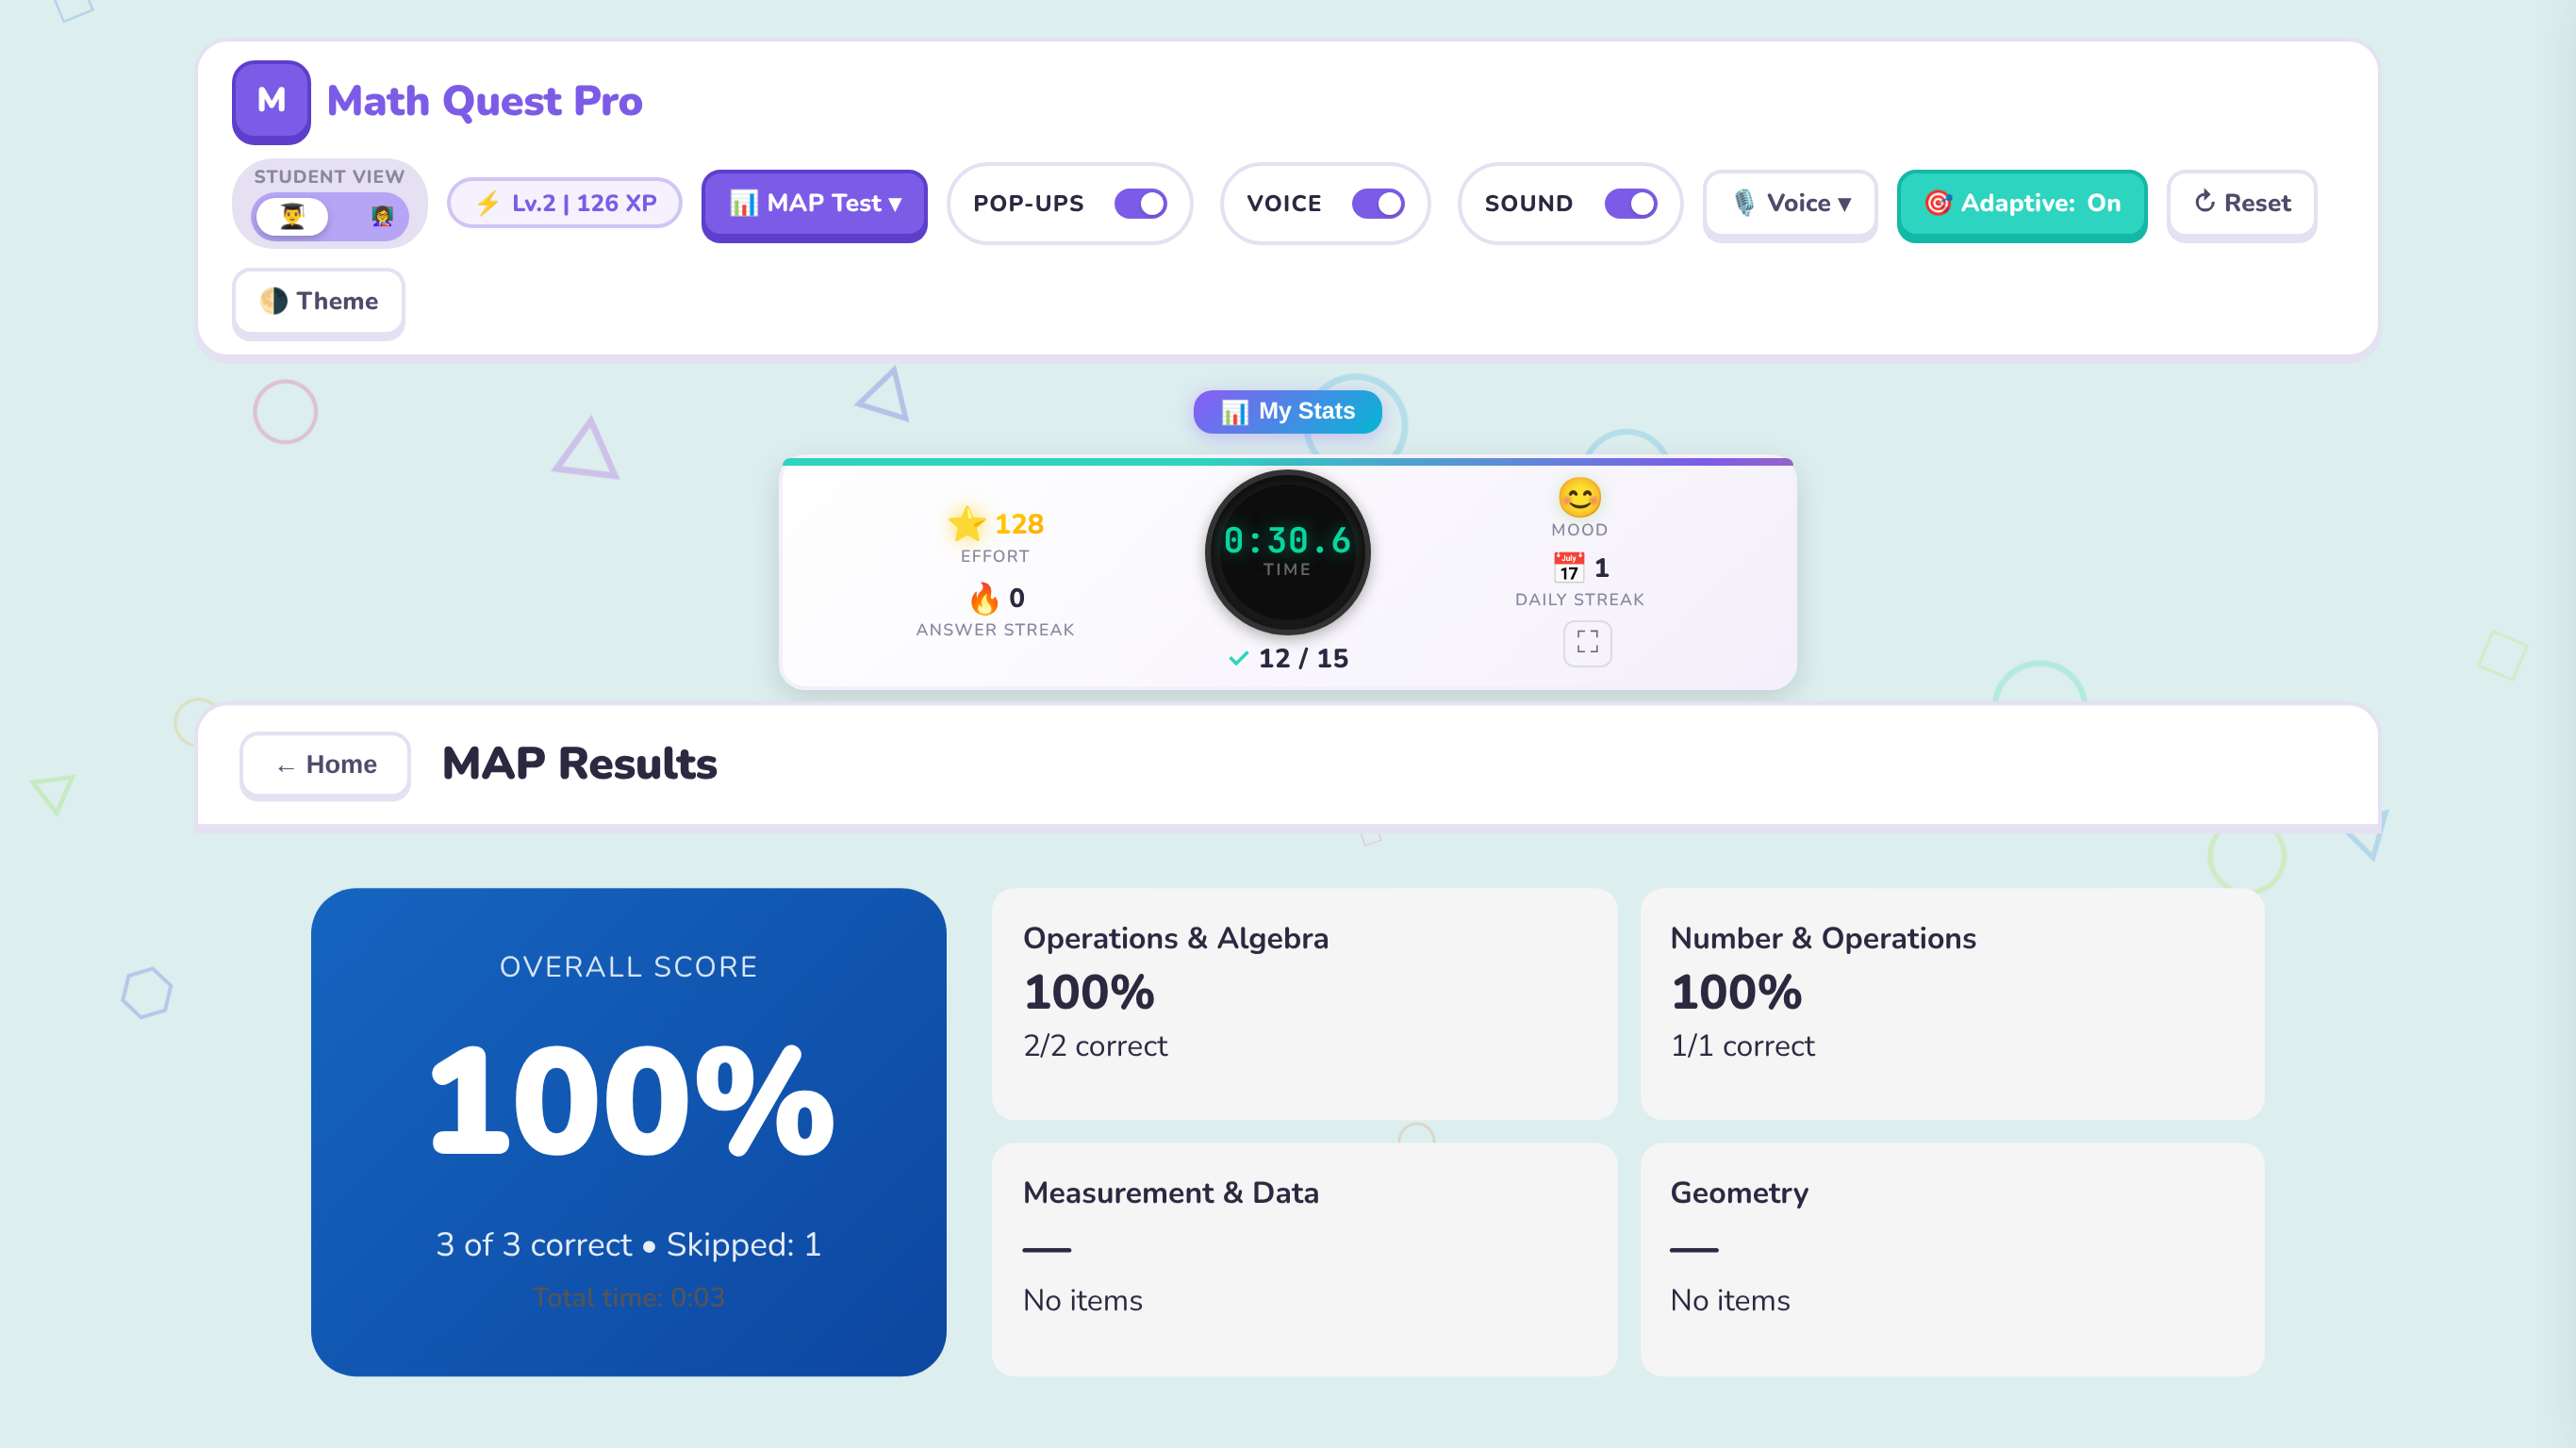 M Math Quest Pro
STUDENT VIEW
⚡ Lv.2 | 126 XP
📊 MAP Test ▾
POP-UPS
VOICE
SOUND
🎙️ Voice ▾
🎯 Adaptive: On
↻ Reset
🌗 Theme
📊 My Stats
⭐ 128
EFFORT
🔥 0
ANSWER STREAK
0:30.6
TIME
✓ 12 / 15
😊
MOOD
📅 1
DAILY STREAK
← Home
MAP Results
OVERALL SCORE
100%
3 of 3 correct • Skipped: 1
Total time: 0:03
Operations & Algebra
100%
2/2 correct
Number & Operations
100%
1/1 correct
Measurement & Data
—
No items
Geometry
—
No items